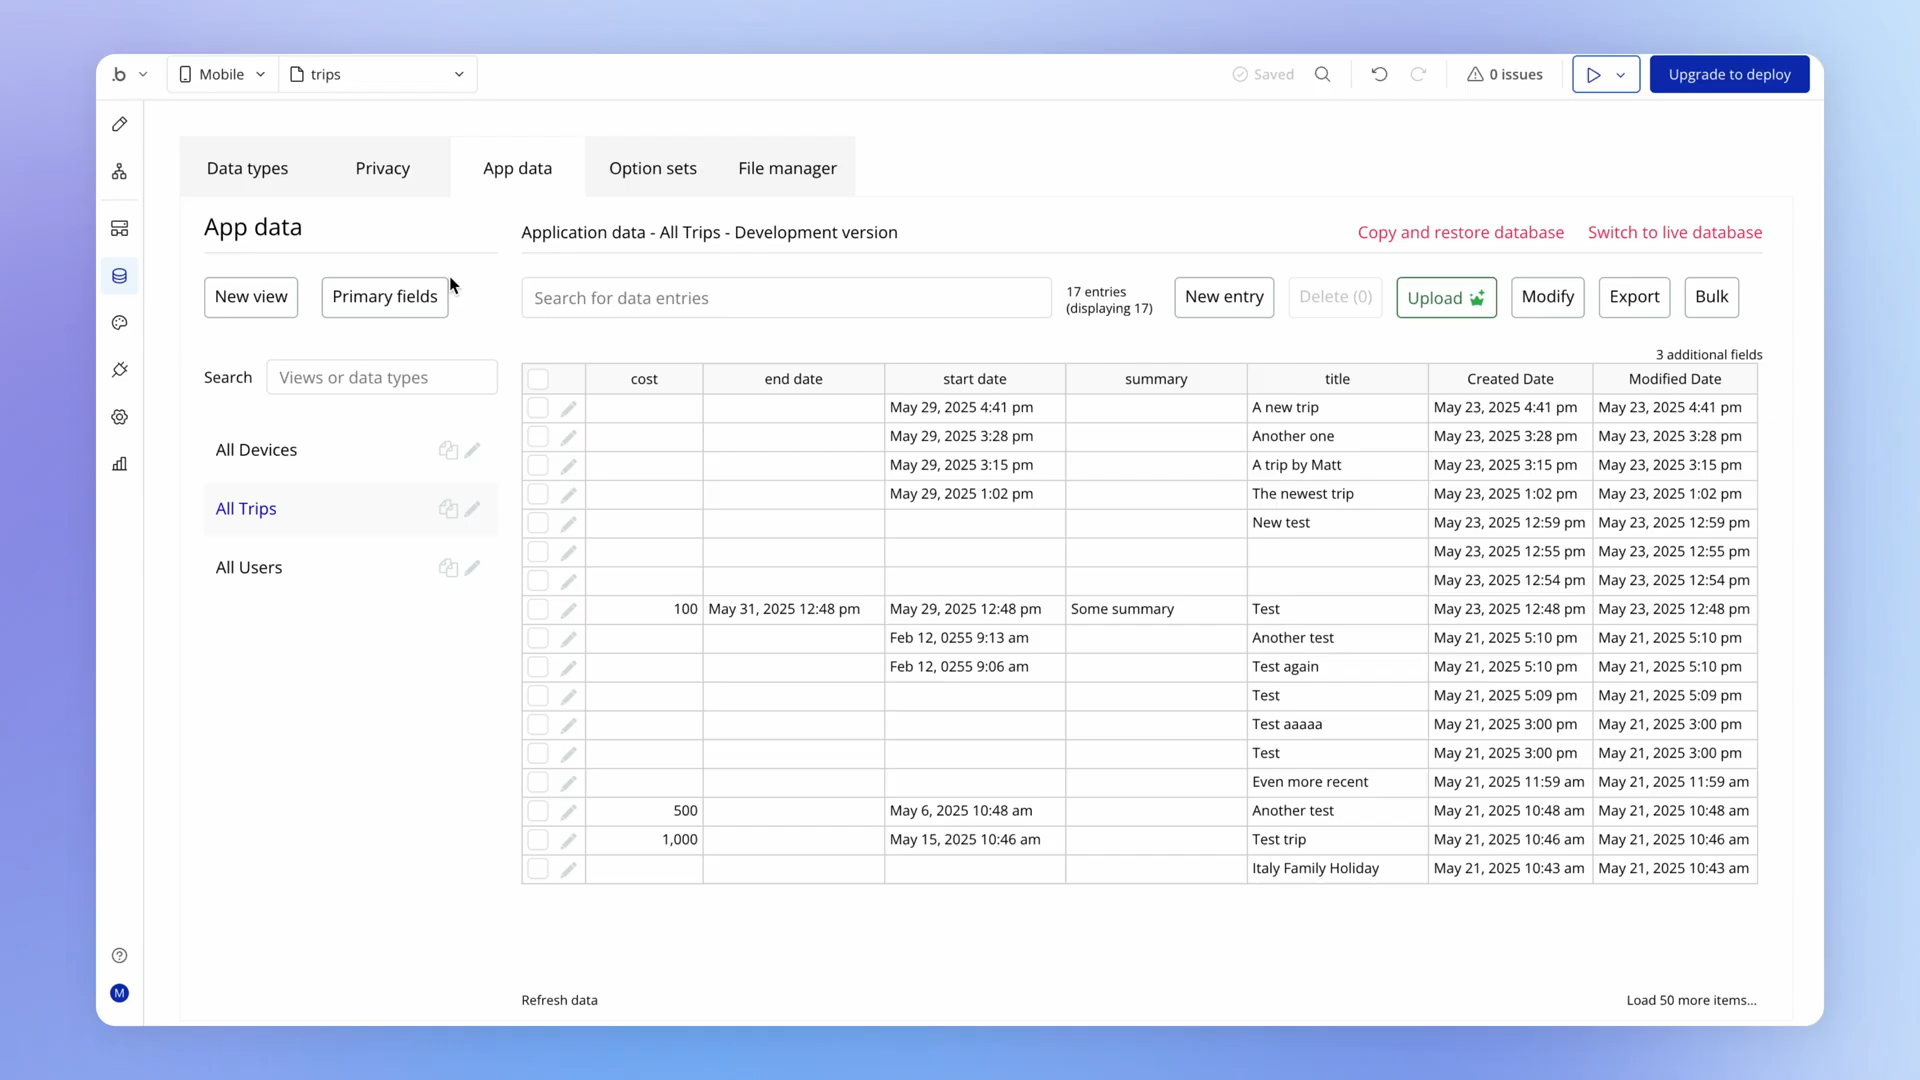 .b Mobile trips Saved 0 issues Upgrade to deploy
Data types Privacy App data Option sets File manager
App data
Application data - All Trips - Development version Copy and restore database Switch to live database
New view Primary fields Search for data entries 17 entries New entry Delete (0) Upload Modify Export Bulk
(displaying 17)
3 additional fields
Search Views or data types
All Devices
All Trips
All Users
cost end date start date summary title Created Date Modified Date
May 29, 2025 4:41 pm A new trip May 23, 2025 4:41 pm May 23, 2025 4:41 pm
May 29, 2025 3:28 pm Another one May 23, 2025 3:28 pm May 23, 2025 3:28 pm
May 29, 2025 3:15 pm A trip by Matt May 23, 2025 3:15 pm May 23, 2025 3:15 pm
May 29, 2025 1:02 pm The newest trip May 23, 2025 1:02 pm May 23, 2025 1:02 pm
New test May 23, 2025 12:59 pm May 23, 2025 12:59 pm
May 23, 2025 12:55 pm May 23, 2025 12:55 pm
May 23, 2025 12:54 pm May 23, 2025 12:54 pm
100 May 31, 2025 12:48 pm May 29, 2025 12:48 pm Some summary Test May 23, 2025 12:48 pm May 23, 2025 12:48 pm
Feb 12, 0255 9:13 am Another test May 21, 2025 5:10 pm May 21, 2025 5:10 pm
Feb 12, 0255 9:06 am Test again May 21, 2025 5:10 pm May 21, 2025 5:10 pm
Test May 21, 2025 5:09 pm May 21, 2025 5:09 pm
Test aaaaa May 21, 2025 3:00 pm May 21, 2025 3:00 pm
Test May 21, 2025 3:00 pm May 21, 2025 3:00 pm
Even more recent May 21, 2025 11:59 am May 21, 2025 11:59 am
500 May 6, 2025 10:48 am Another test May 21, 2025 10:48 am May 21, 2025 10:48 am
1,000 May 15, 2025 10:46 am Test trip May 21, 2025 10:46 am May 21, 2025 10:46 am
Italy Family Holiday May 21, 2025 10:43 am May 21, 2025 10:43 am
M
Refresh data Load 50 more items...